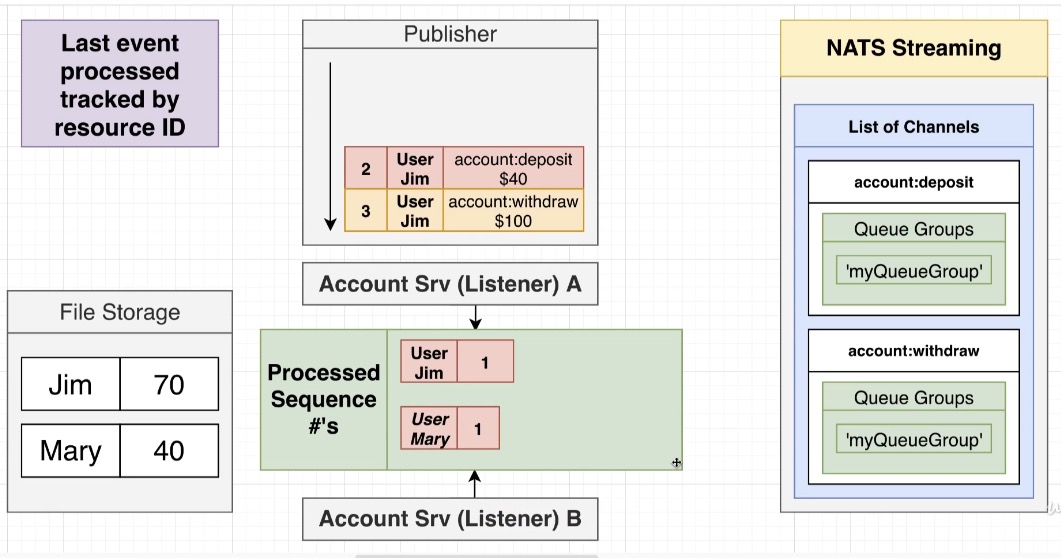 Last event
processed
tracked by
resource ID
Publisher
2 User Jim account:deposit $40
3 User Jim account:withdraw $100
Account Srv (Listener) A
File Storage
Jim 70
Mary 40
Processed
Sequence
#'s
User Jim 1
User Mary 1
Account Srv (Listener) B
NATS Streaming
List of Channels
account:deposit
Queue Groups
'myQueueGroup'
account:withdraw
Queue Groups
'myQueueGroup'